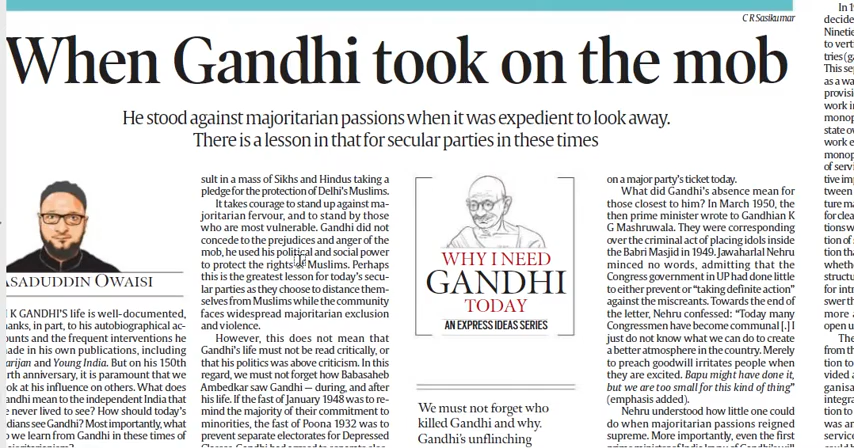 C R Sasikumar
When Gandhi took on the mob
He stood against majoritarian passions when it was expedient to look away.
There is a lesson in that for secular parties in these times
ASADUDDIN OWAISI
K GANDHI'S life is well-documented,
in part, to his autobiographical ac-
and the frequent interviews he
in his own publications, including
and Young India. But on his 150th
anniversary, it is paramount that we
at his influence on others. What does
mean to the independent India that
never lived to see? How should today's
see Gandhi? Most importantly, what
we learn from Gandhi in these times of
sult in a mass of Sikhs and Hindus taking a
pledge for the protection of Delhi's Muslims.
It takes courage to stand up against ma-
joritarian fervour, and to stand by those
who are most vulnerable. Gandhi did not
concede to the prejudices and anger of the
mob, he used his political and social power
to protect the rights of Muslims. Perhaps
this is the greatest lesson for today's secu-
lar parties as they choose to distance them-
selves from Muslims while the community
faces widespread majoritarian exclusion
and violence.
However, this does not mean that
Gandhi's life must not be read critically, or
that his politics was above criticism. In this
regard, we must not forget how Babasaheb
Ambedkar saw Gandhi — during, and after
his life. If the fast of January 1948 was to re-
mind the majority of their commitment to
minorities, the fast of Poona 1932 was to
prevent separate electorates for Depressed
WHY I NEED
GANDHI
TODAY
AN EXPRESS IDEAS SERIES
We must not forget who
killed Gandhi and why.
Gandhi's unflinching
on a major party's ticket today.
What did Gandhi's absence mean for
those closest to him? In March 1950, the
then prime minister wrote to Gandhian K
G Mashruwala. They were corresponding
over the criminal act of placing idols inside
the Babri Masjid in 1949. Jawaharlal Nehru
minced no words, admitting that the
Congress government in UP had done little
to either prevent or “taking definite action”
against the miscreants. Towards the end of
the letter, Nehru confessed: “Today many
Congressmen have become communal [.] I
just do not know what we can do to create
a better atmosphere in the country. Merely
to preach goodwill irritates people when
they are excited. Bapu might have done it,
but we are too small for this kind of thing”
(emphasis added).
Nehru understood how little one could
do when majoritarian passions reigned
supreme. More importantly, even the first